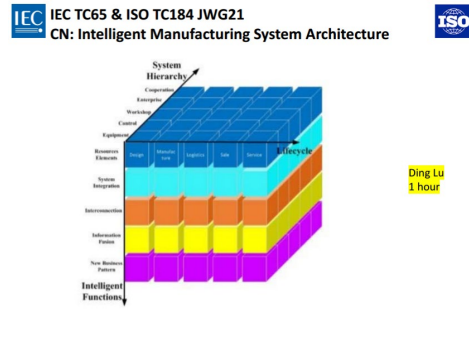 IEC
IEC TC65 & ISO TC184 JWG21
CN: Intelligent Manufacturing System Architecture
ISO
System
Hierarchy
Cooperation
Enterprise
Workshop
Control
Equipment
Lifecycle
Resources
Elements
Design
Manufac
ture
Logistics
Sale
Service
System
Integration
Interconnection
Information
Fusion
New Business
Pattern
Intelligent
Functions
Ding Lu
1 hour